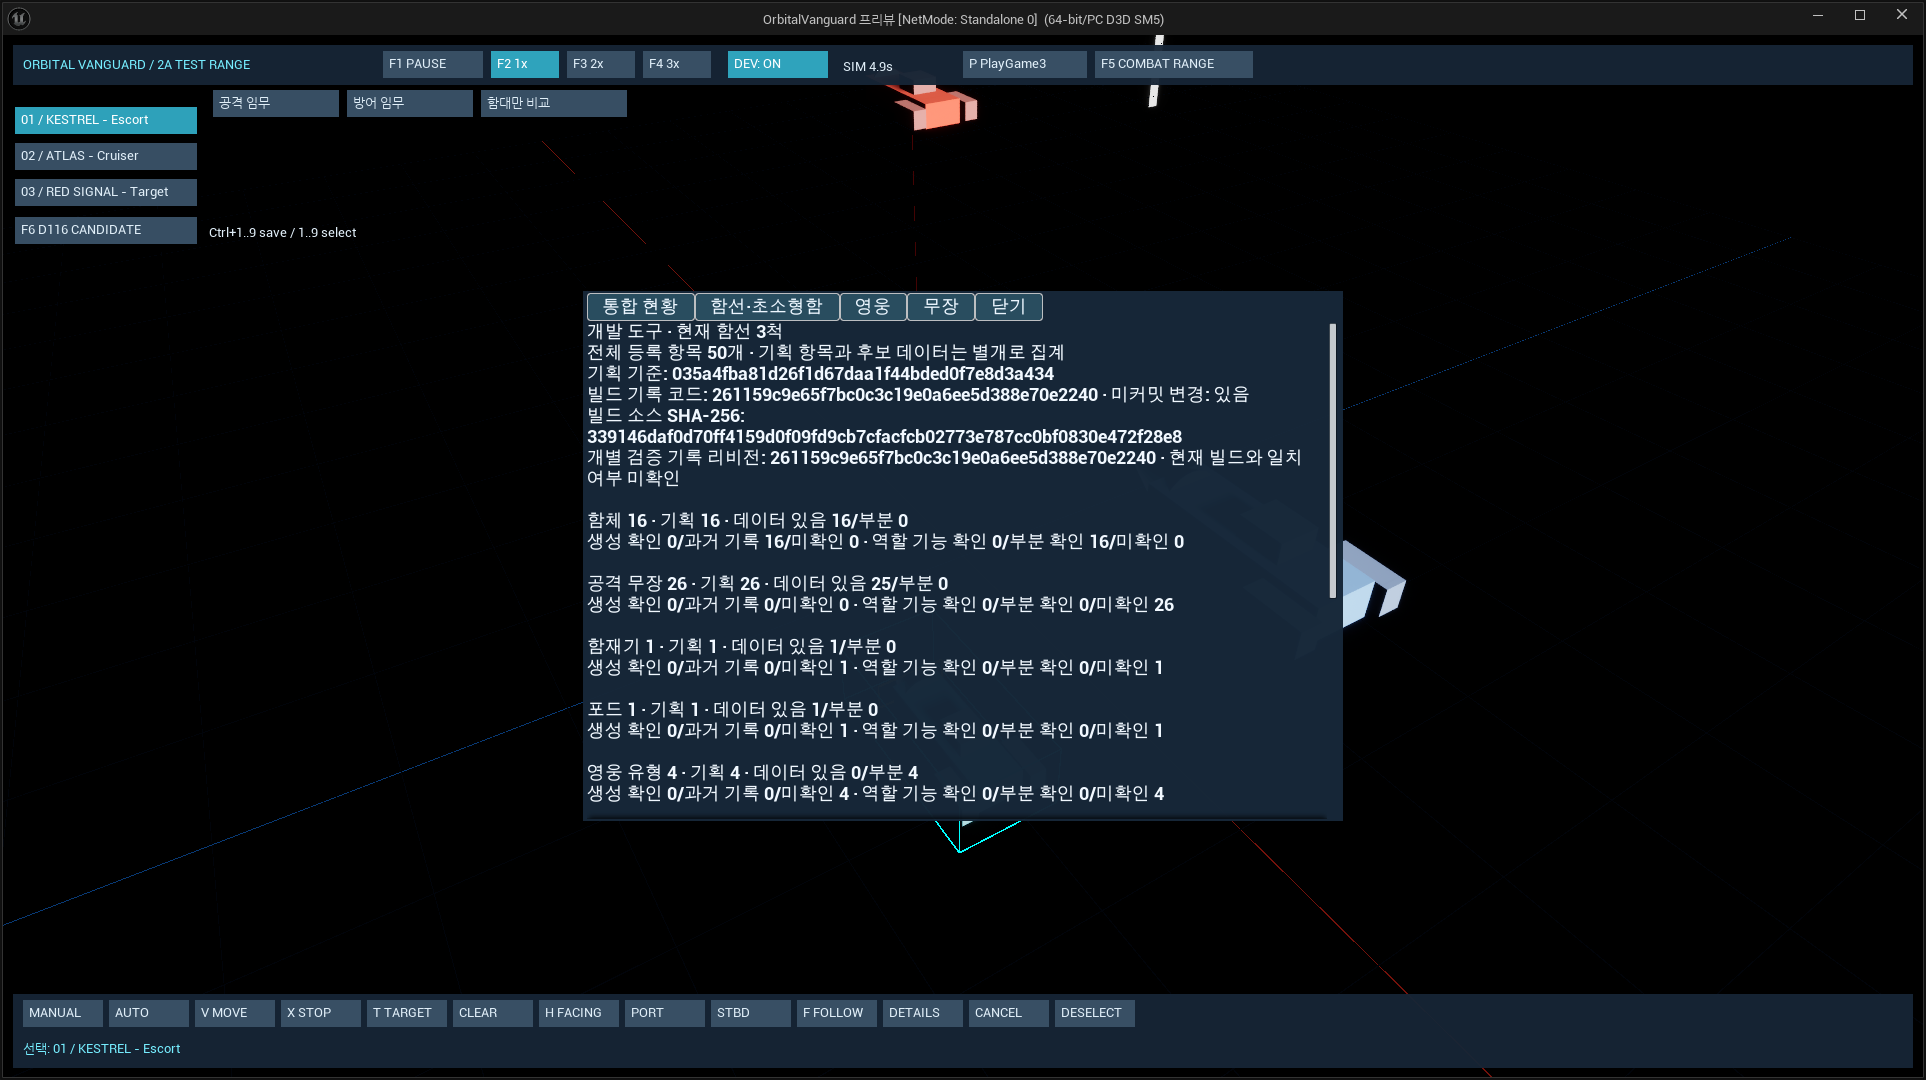 OrbitalVanguard 프리뷰 [NetMode: Standalone 0] (64-bit/PC D3D SM5)
ORBITAL VANGUARD / 2A TEST RANGE
F1 PAUSE
F2 1x
F3 2x
F4 3x
DEV: ON
SIM 4.9s
P PlayGame3
F5 COMBAT RANGE
공격 임무
방어 임무
함대만 비교
01 / KESTREL - Escort
02 / ATLAS - Cruiser
03 / RED SIGNAL - Target
F6 D116 CANDIDATE
Ctrl+1..9 save / 1..9 select
통합 현황
함선·초소형함
영웅
무장
닫기
개발 도구 · 현재 함선 3척
전체 등록 항목 50개 · 기획 항목과 후보 데이터는 별개로 집계
기획 기준: 035a4fba81d26f1d67daa1f44bded0f7e8d3a434
빌드 기록 코드: 261159c9e65f7bc0c3c19e0a6ee5d388e70e2240 · 미커밋 변경: 있음
빌드 소스 SHA-256:
339146daf0d70ff4159d0f09fd9cb7cfacfcb02773e787cc0bf0830e472f28e8
개별 검증 기록 리비전: 261159c9e65f7bc0c3c19e0a6ee5d388e70e2240 · 현재 빌드와 일치
여부 미확인
함체 16 · 기획 16 · 데이터 있음 16/부분 0
생성 확인 0/과거 기록 16/미확인 0 · 역할 기능 확인 0/부분 확인 16/미확인 0
공격 무장 26 · 기획 26 · 데이터 있음 25/부분 0
생성 확인 0/과거 기록 0/미확인 0 · 역할 기능 확인 0/부분 확인 0/미확인 26
함재기 1 · 기획 1 · 데이터 있음 1/부분 0
생성 확인 0/과거 기록 0/미확인 1 · 역할 기능 확인 0/부분 확인 0/미확인 1
포드 1 · 기획 1 · 데이터 있음 1/부분 0
생성 확인 0/과거 기록 0/미확인 1 · 역할 기능 확인 0/부분 확인 0/미확인 1
영웅 유형 4 · 기획 4 · 데이터 있음 0/부분 4
생성 확인 0/과거 기록 0/미확인 4 · 역할 기능 확인 0/부분 확인 0/미확인 4
MANUAL
AUTO
V MOVE
X STOP
T TARGET
CLEAR
H FACING
PORT
STBD
F FOLLOW
DETAILS
CANCEL
DESELECT
선택: 01 / KESTREL - Escort